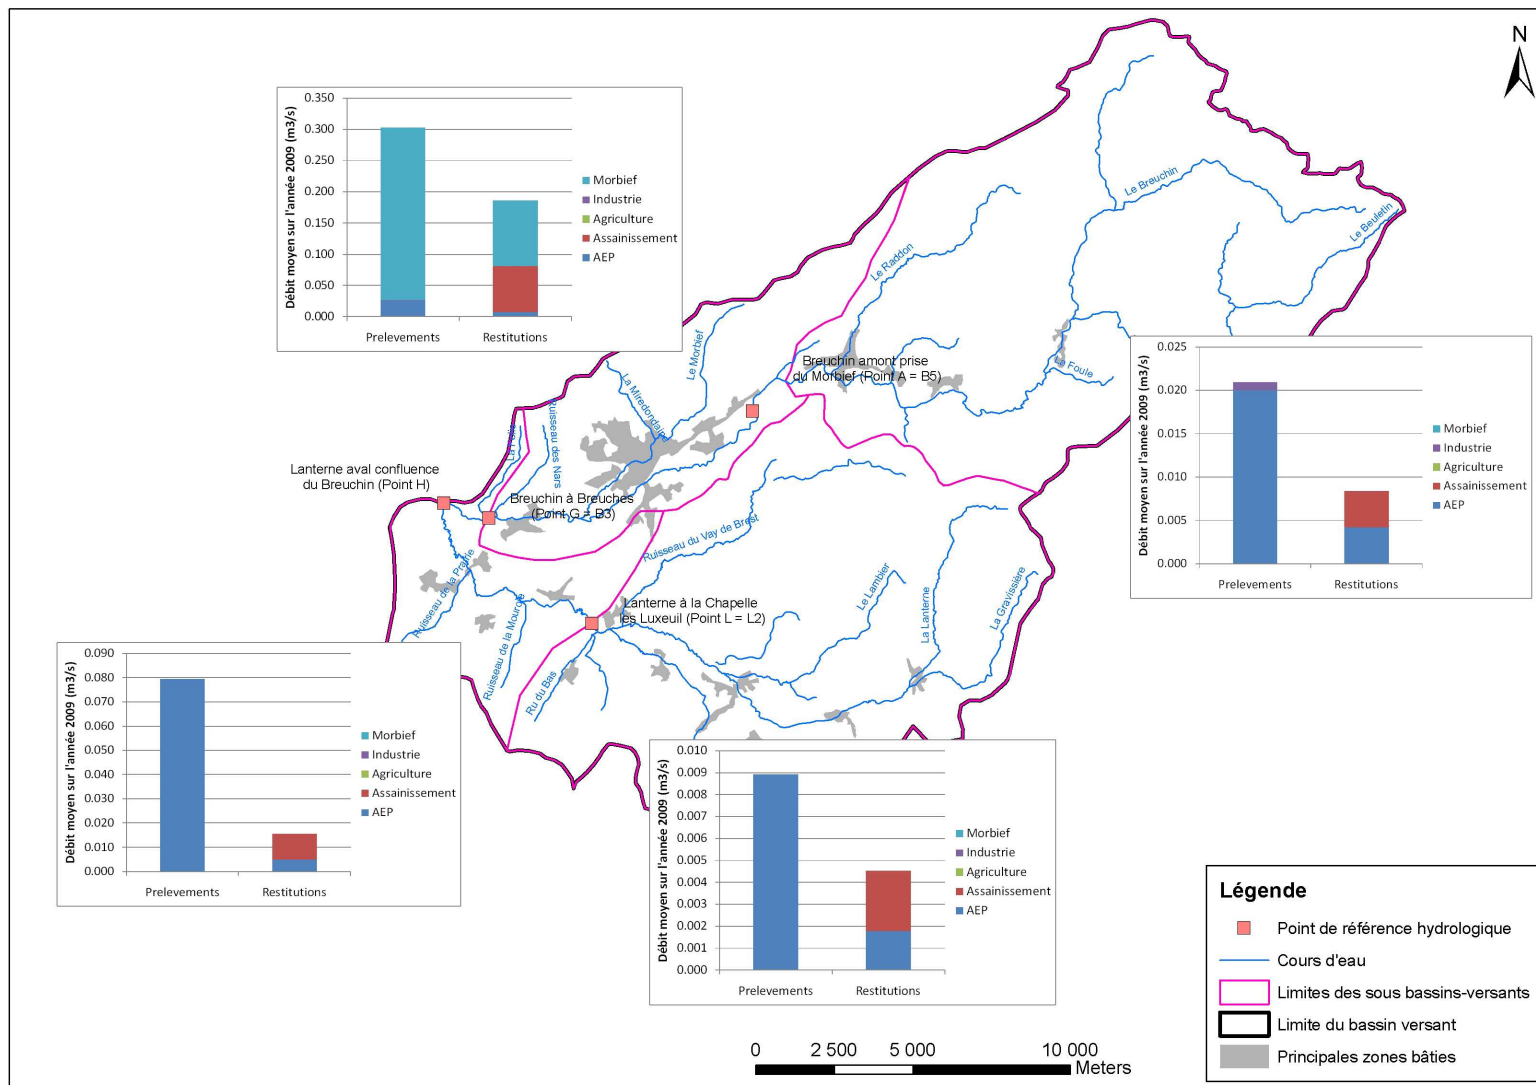 N
Débit moyen sur l'année 2009 (m3/s)
0.350
0.300
0.250
0.200
0.150
0.100
0.050
0.000
Prelevements
Restitutions
Morbief
Industrie
Agriculture
Assainissement
AEP
Le Breuchin
Le Beuletin
Le Raddon
Le Morbief
La Foule
Breuchin amont prise
du Morbief (Point A = B5)
Ruisseau des Nars
Lanterne aval confluence
du Breuchin (Point H)
Breuchin à Breuches
(Point G = B3)
Ruisseau du Vay de Brest
Ruisseau de la Prairie
Ruisseau de la Mourole
Ru du Bas
Lanterne à la Chapelle
les Luxeuil (Point L = L2)
Le Lambier
La Lanterne
La Gravissière
Débit moyen sur l'année 2009 (m3/s)
0.025
0.020
0.015
0.010
0.005
0.000
Prelevements
Restitutions
Morbief
Industrie
Agriculture
Assainissement
AEP
Débit moyen sur l'année 2009 (m3/s)
0.090
0.080
0.070
0.060
0.050
0.040
0.030
0.020
0.010
0.000
Prelevements
Restitutions
Morbief
Industrie
Agriculture
Assainissement
AEP
Débit moyen sur l'année 2009 (m3/s)
0.010
0.009
0.008
0.007
0.006
0.005
0.004
0.003
0.002
0.001
0.000
Prelevements
Restitutions
Morbief
Industrie
Agriculture
Assainissement
AEP
0
2 500
5 000
10 000
Meters
Légende
Point de référence hydrologique
Cours d'eau
Limites des sous bassins-versants
Limite du bassin versant
Principales zones bâties